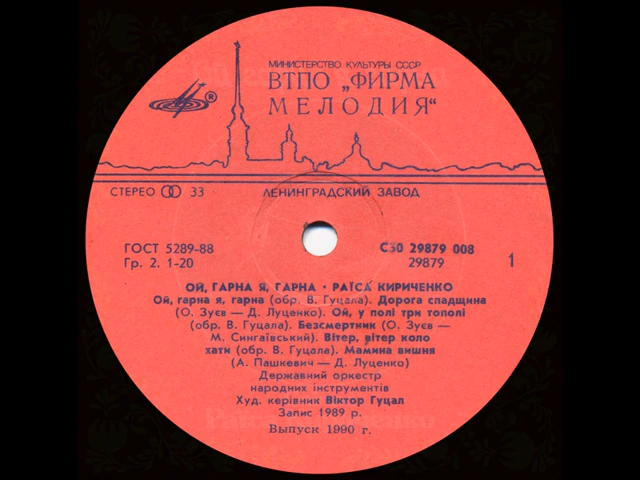 МИНИСТЕРСТВО КУЛЬТУРЫ СССР
ВТПО „ФИРМА
МЕЛОДИЯ“
®
СТЕРЕО 33 ЛЕНИНГРАДСКИЙ ЗАВОД
ГОСТ 5289-88 С30 29879 008
Гр. 2. 1-20 29879 1
ОЙ, ГАРНА Я, ГАРНА • РАЇСА КИРИЧЕНКО
Ой, гарна я, гарна (обр. В. Гуцала). Дорога спадщина
(О. Зуєв — Д. Луценко). Ой, у полі три тополі
(обр. В. Гуцала). Безсмертник (О. Зуєв —
М. Сингаївський). Вітер, вітер коло
хати (обр. В. Гуцала). Мамина вишня
(А. Пашкевич — Д. Луценко)
Державний оркестр
народних інструментів
Худ. керівник Віктор Гуцал
Запис 1989 р.
Выпуск 1990 г.